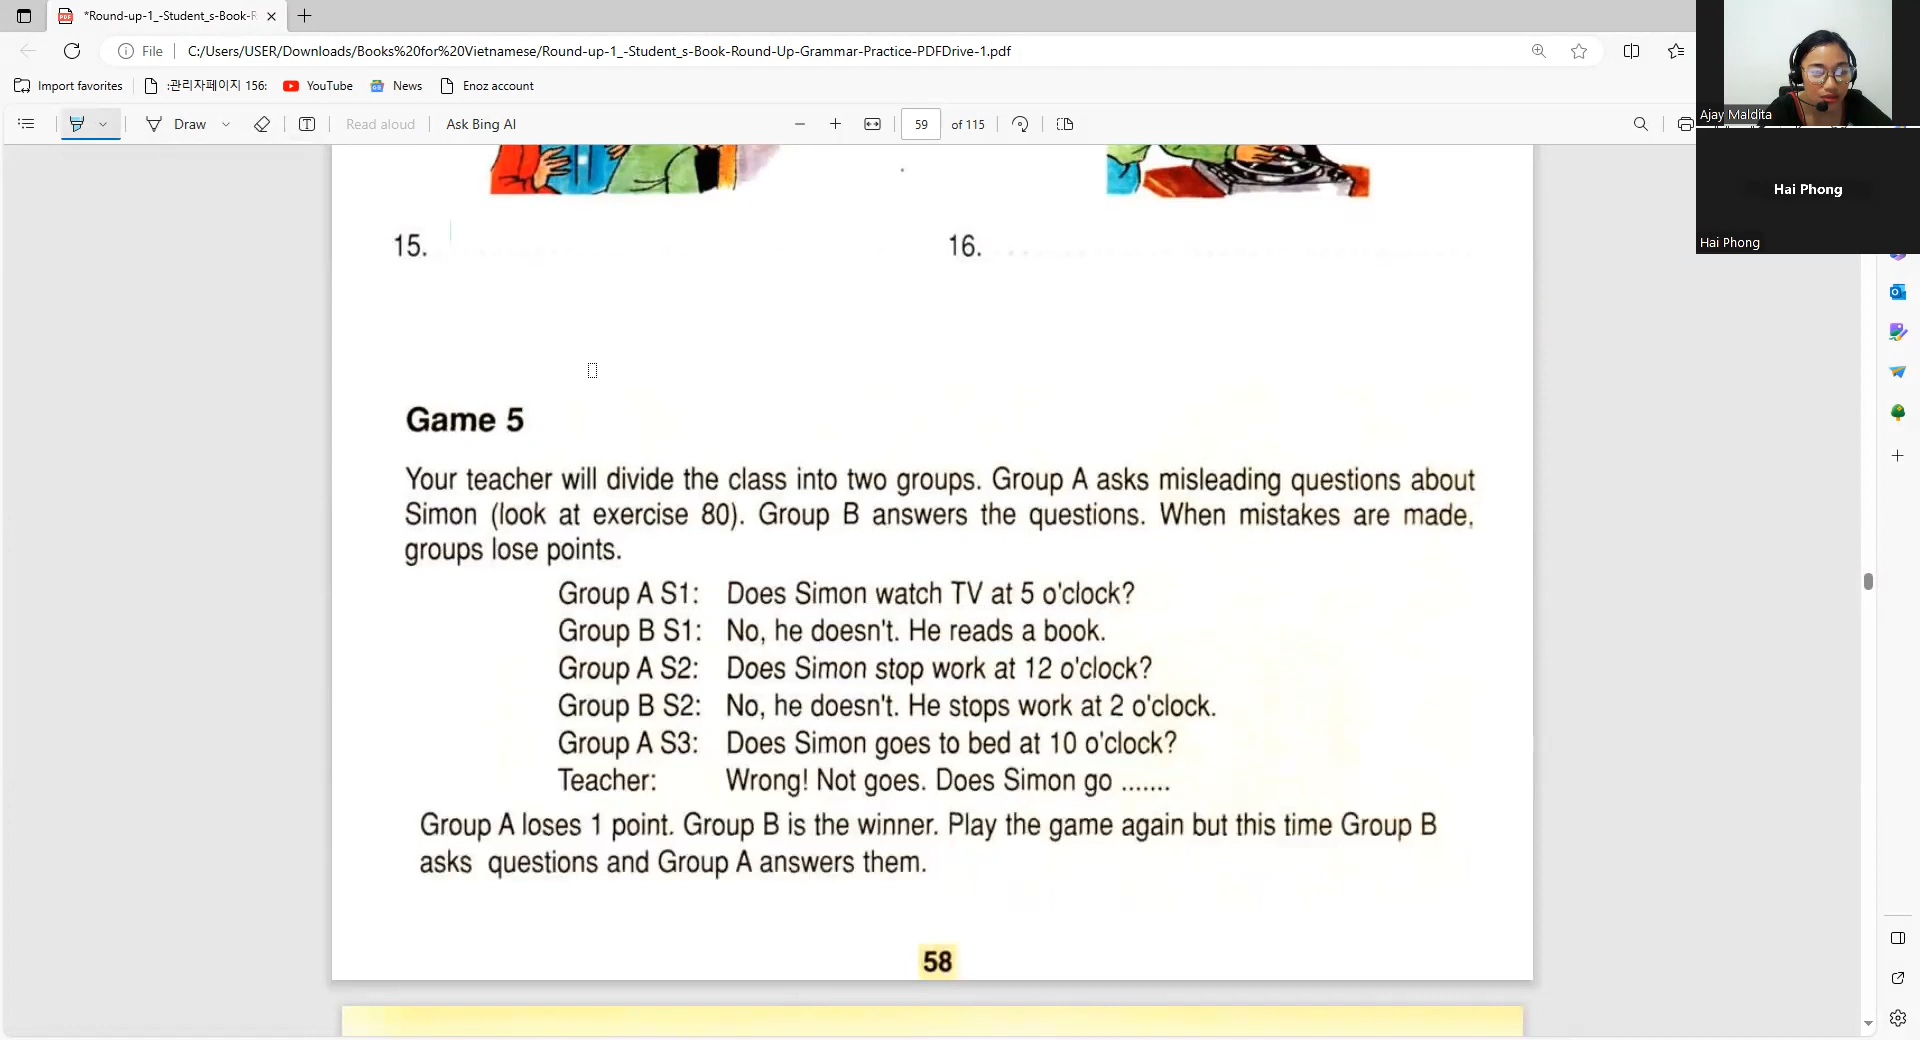 *Round-up-1_-Student_s-Book-R
File
C:/Users/USER/Downloads/Books%20for%20Vietnamese/Round-up-1_-Student_s-Book-Round-Up-Grammar-Practice-PDFDrive-1.pdf
Import favorites
:관리자페이지 156:
YouTube
News
Enoz account
Draw
Read aloud
Ask Bing AI
59
of 115
Ajay Maldita
Hai Phong
Hai Phong
15.
16.
Game 5
Your teacher will divide the class into two groups. Group A asks misleading questions about
Simon (look at exercise 80). Group B answers the questions. When mistakes are made,
groups lose points.
Group A S1: Does Simon watch TV at 5 o'clock?
Group B S1: No, he doesn't. He reads a book.
Group A S2: Does Simon stop work at 12 o'clock?
Group B S2: No, he doesn't. He stops work at 2 o'clock.
Group A S3: Does Simon goes to bed at 10 o'clock?
Teacher: Wrong! Not goes. Does Simon go .......
Group A loses 1 point. Group B is the winner. Play the game again but this time Group B
asks questions and Group A answers them.
58